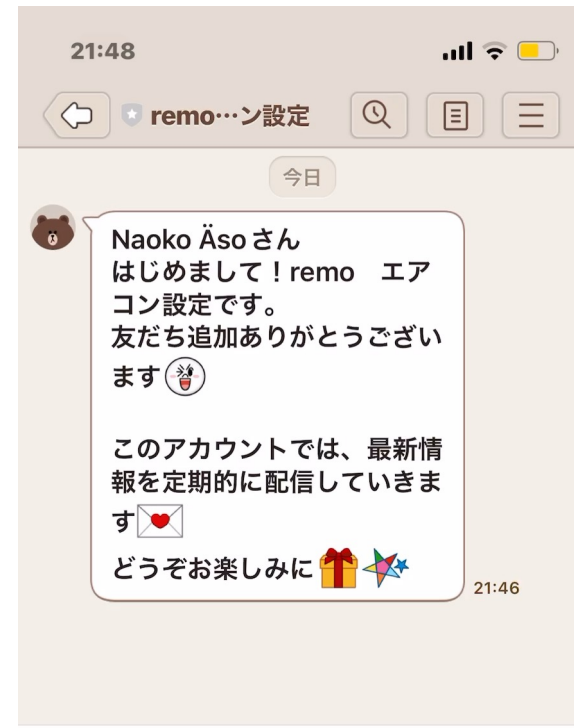 21:48
remo…ン設定
今日
Naoko Äsoさん
はじめまして！remo　エア
コン設定です。
友だち追加ありがとうござい
ます
このアカウントでは、最新情
報を定期的に配信していきま
す
どうぞお楽しみに
21:46